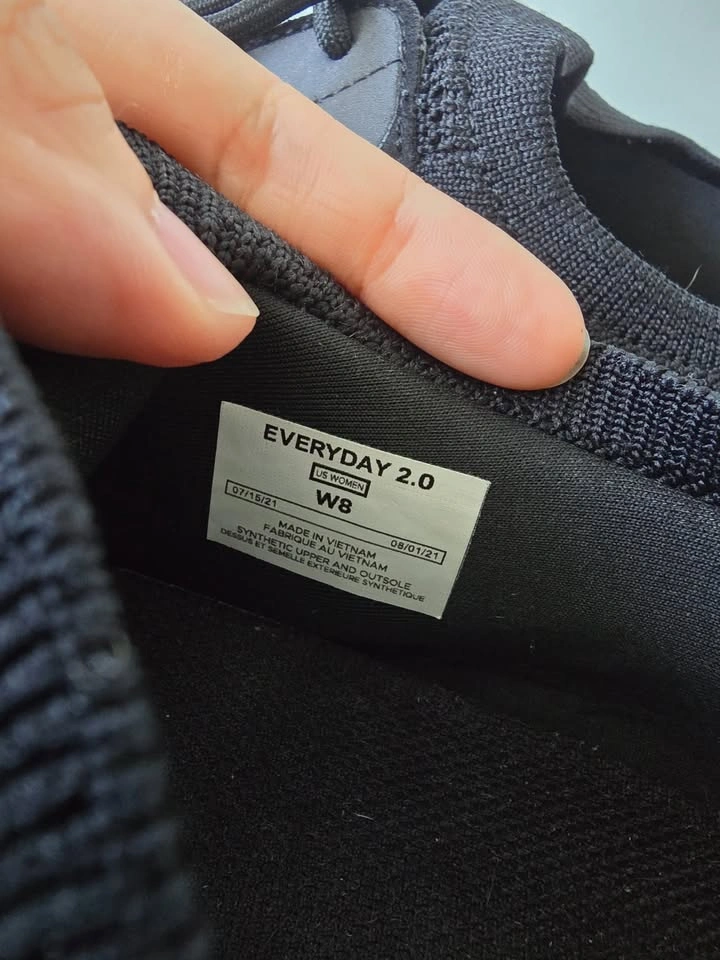 EVERYDAY 2.0
US WOMEN
W8
07/15/21 08/01/21
MADE IN VIETNAM
FABRIQUE AU VIETNAM
SYNTHETIC UPPER AND OUTSOLE
DESSUS ET SEMELLE EXTERIEURE SYNTHETIQUE